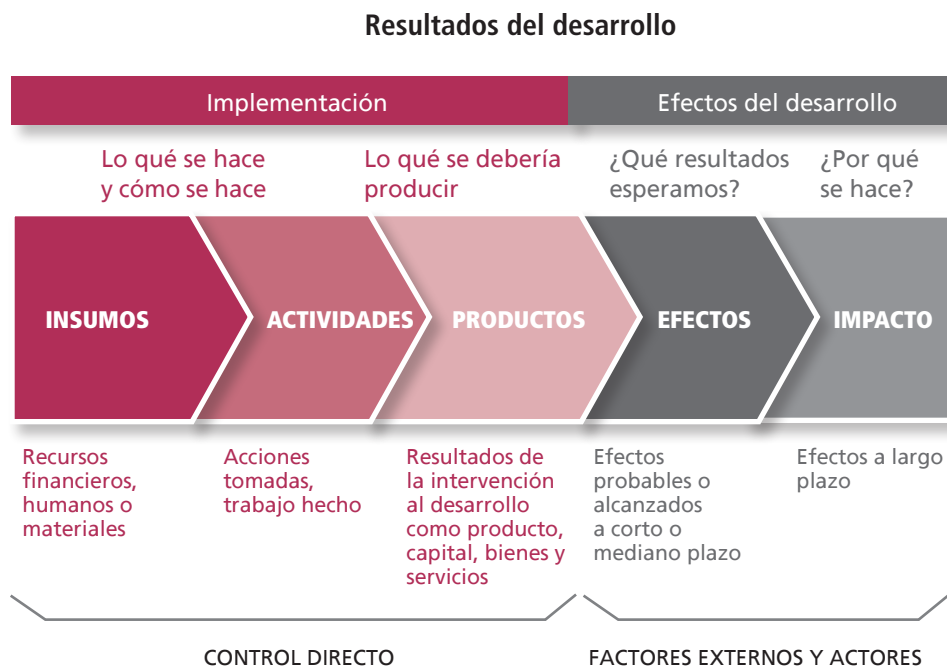 Resultados del desarrollo
Implementación
Efectos del desarrollo
Lo qué se hace
y cómo se hace
Lo qué se debería
producir
¿Qué resultados
esperamos?
¿Por qué
se hace?
INSUMOS
ACTIVIDADES
PRODUCTOS
EFECTOS
IMPACTO
Recursos
financieros,
humanos o
materiales
Acciones
tomadas,
trabajo hecho
Resultados de
la intervención
al desarrollo
como producto,
capital, bienes y
servicios
Efectos
probables o
alcanzados
a corto o
mediano plazo
Efectos a largo
plazo
CONTROL DIRECTO
FACTORES EXTERNOS Y ACTORES